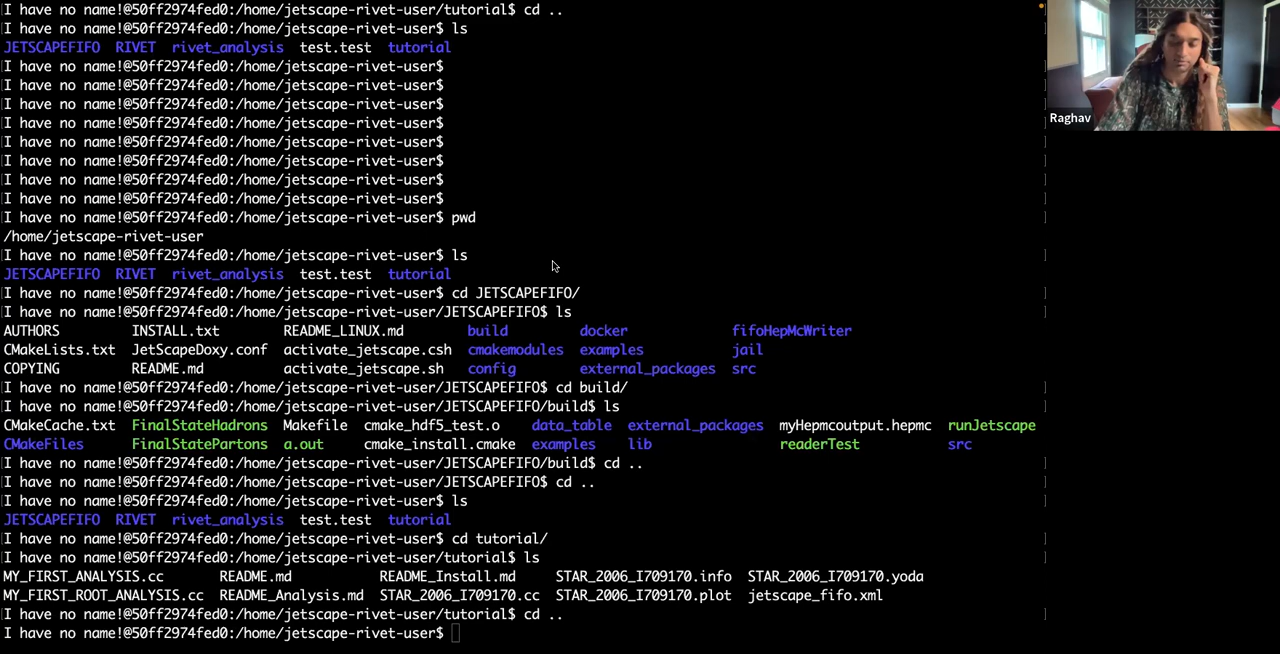 I have no name!@50ff2974fed0:/home/jetscape-rivet-user/tutorial$ cd ..
I have no name!@50ff2974fed0:/home/jetscape-rivet-user$ ls
JETSCAPEFIFO RIVET rivet_analysis test.test tutorial
I have no name!@50ff2974fed0:/home/jetscape-rivet-user$
I have no name!@50ff2974fed0:/home/jetscape-rivet-user$
I have no name!@50ff2974fed0:/home/jetscape-rivet-user$
I have no name!@50ff2974fed0:/home/jetscape-rivet-user$
I have no name!@50ff2974fed0:/home/jetscape-rivet-user$
I have no name!@50ff2974fed0:/home/jetscape-rivet-user$
I have no name!@50ff2974fed0:/home/jetscape-rivet-user$
I have no name!@50ff2974fed0:/home/jetscape-rivet-user$
I have no name!@50ff2974fed0:/home/jetscape-rivet-user$ pwd
/home/jetscape-rivet-user
I have no name!@50ff2974fed0:/home/jetscape-rivet-user$ ls
JETSCAPEFIFO RIVET rivet_analysis test.test tutorial
I have no name!@50ff2974fed0:/home/jetscape-rivet-user$ cd JETSCAPEFIFO/
I have no name!@50ff2974fed0:/home/jetscape-rivet-user/JETSCAPEFIFO$ ls
AUTHORS INSTALL.txt README_LINUX.md build docker fifoHepMcWriter
CMakeLists.txt JetScapeDoxy.conf activate_jetscape.csh cmakemodules examples jail
COPYING README.md activate_jetscape.sh config external_packages src
I have no name!@50ff2974fed0:/home/jetscape-rivet-user/JETSCAPEFIFO$ cd build/
I have no name!@50ff2974fed0:/home/jetscape-rivet-user/JETSCAPEFIFO/build$ ls
CMakeCache.txt FinalStateHadrons Makefile cmake_hdf5_test.o data_table external_packages myHepmcoutput.hepmc runJetscape
CMakeFiles FinalStatePartons a.out cmake_install.cmake examples lib readerTest src
I have no name!@50ff2974fed0:/home/jetscape-rivet-user/JETSCAPEFIFO/build$ cd ..
I have no name!@50ff2974fed0:/home/jetscape-rivet-user/JETSCAPEFIFO$ cd ..
I have no name!@50ff2974fed0:/home/jetscape-rivet-user$ ls
JETSCAPEFIFO RIVET rivet_analysis test.test tutorial
I have no name!@50ff2974fed0:/home/jetscape-rivet-user$ cd tutorial/
I have no name!@50ff2974fed0:/home/jetscape-rivet-user/tutorial$ ls
MY_FIRST_ANALYSIS.cc README.md README_Install.md STAR_2006_I709170.info STAR_2006_I709170.yoda
MY_FIRST_ROOT_ANALYSIS.cc README_Analysis.md STAR_2006_I709170.cc STAR_2006_I709170.plot jetscape_fifo.xml
I have no name!@50ff2974fed0:/home/jetscape-rivet-user/tutorial$ cd ..
I have no name!@50ff2974fed0:/home/jetscape-rivet-user$
Raghav